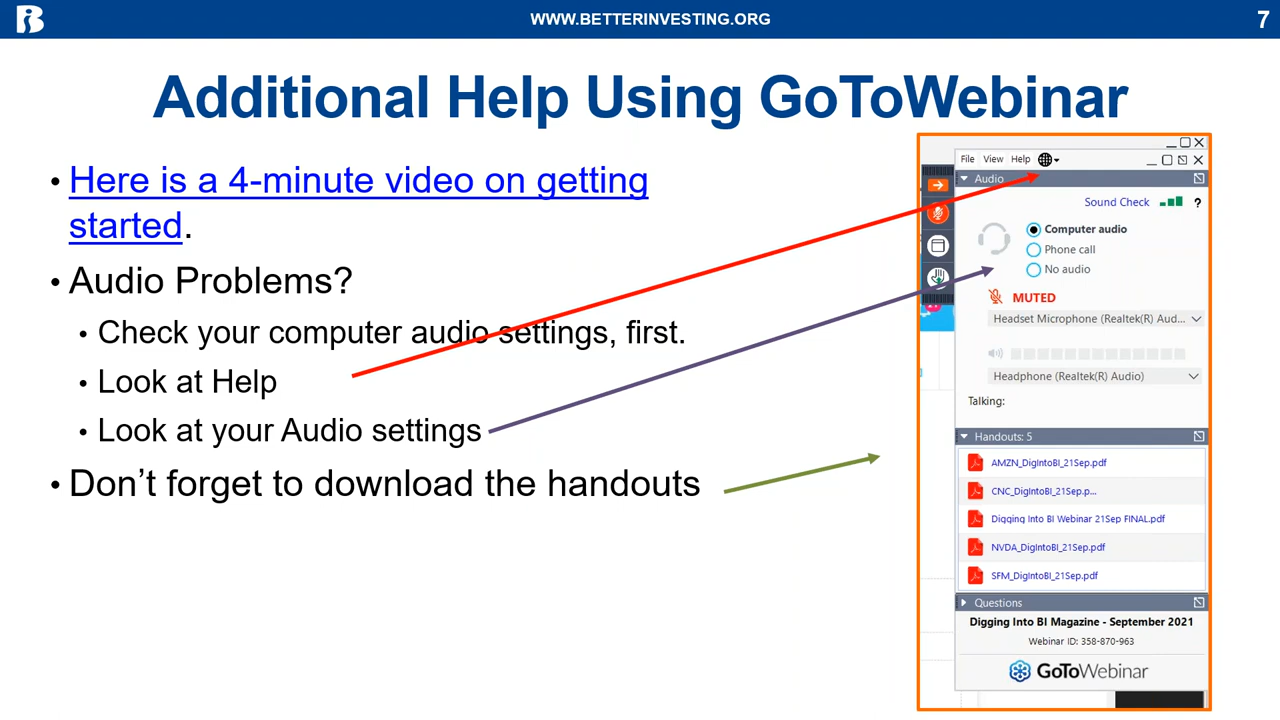 WWW.BETTERINVESTING.ORG
7
Additional Help Using GoToWebinar
• Here is a 4-minute video on getting
started.
• Audio Problems?
• Check your computer audio settings, first.
• Look at Help
• Look at your Audio settings
• Don’t forget to download the handouts
File View Help
Audio
Sound Check ?
Computer audio
Phone call
No audio
MUTED
Headset Microphone (Realtek(R) Aud...
Headphone (Realtek(R) Audio)
Talking:
Handouts: 5
AMZN_DigIntoBI_21Sep.pdf
CNC_DigIntoBI_21Sep.p...
Digging Into BI Webinar 21Sep FINAL.pdf
NVDA_DigIntoBI_21Sep.pdf
SFM_DigIntoBI_21Sep.pdf
Questions
Digging Into BI Magazine - September 2021
Webinar ID: 358-870-963
GoToWebinar